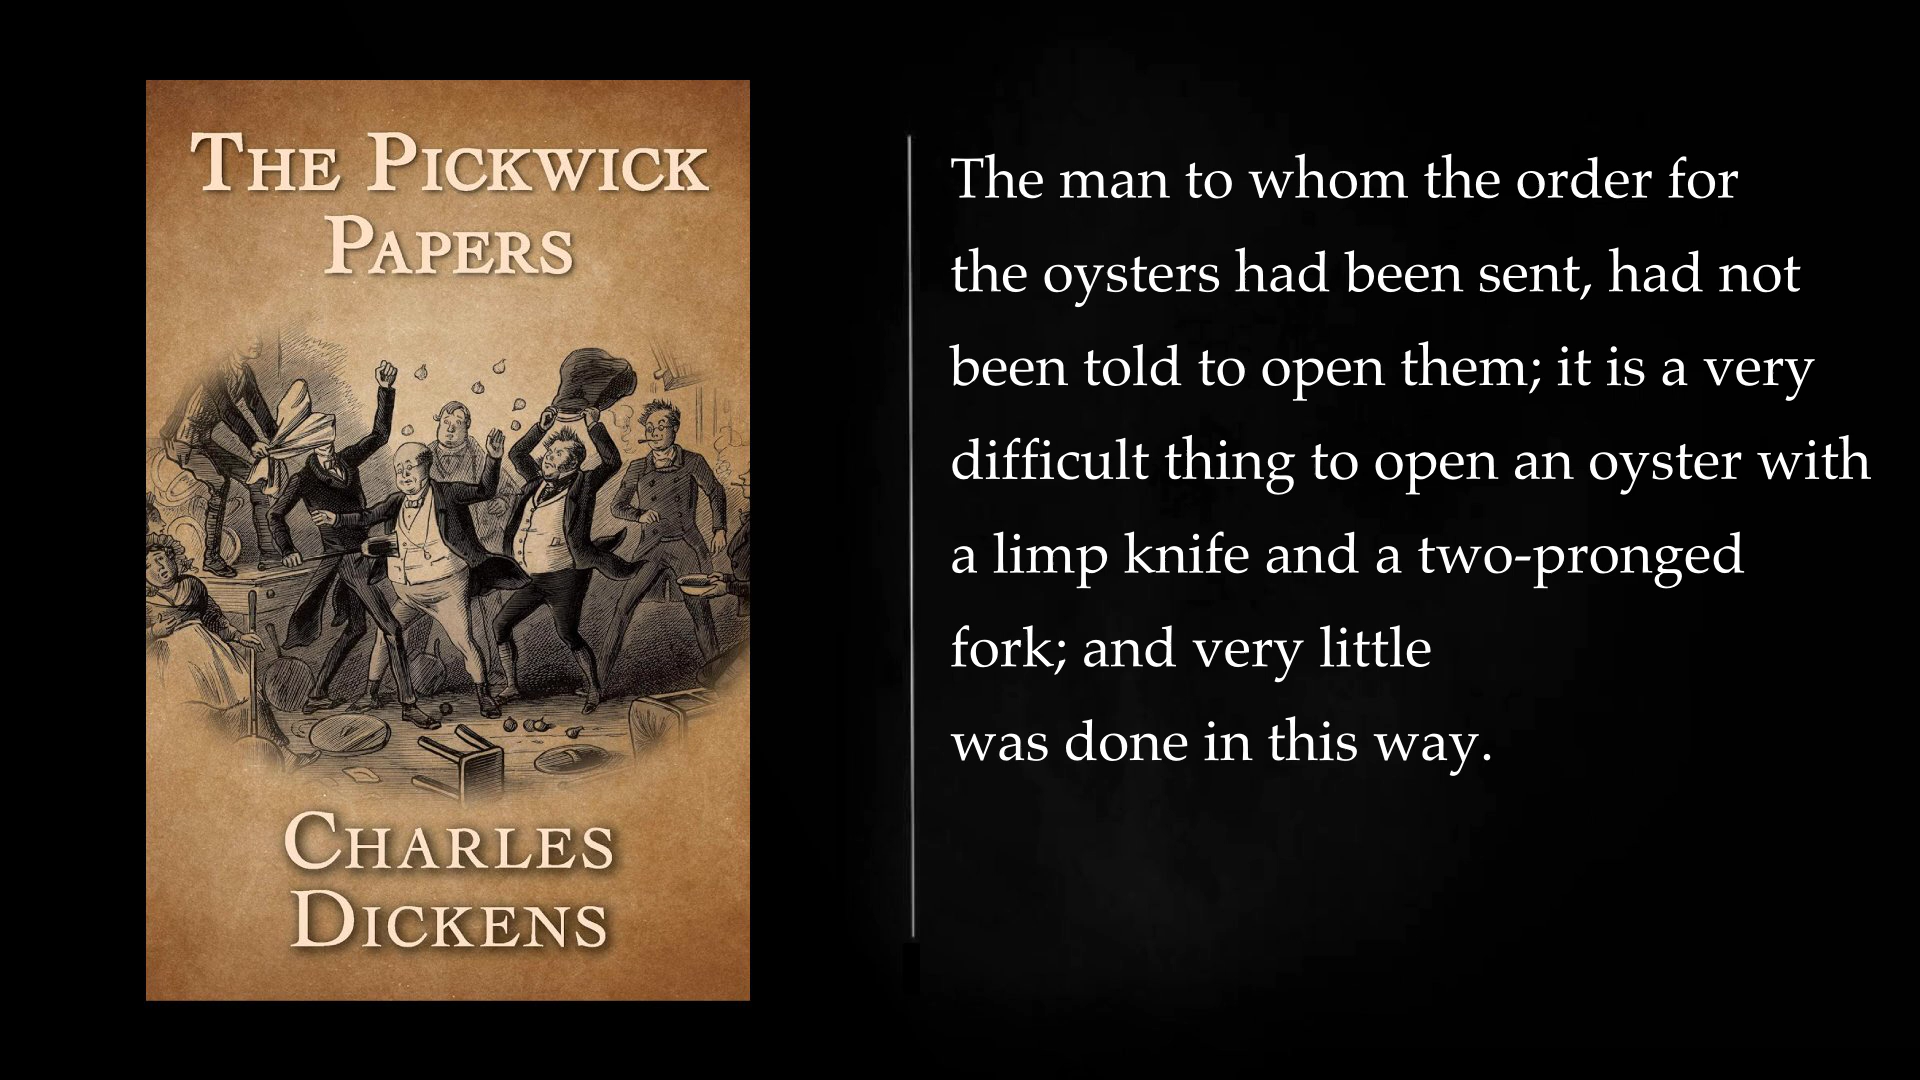 The Pickwick
Papers
Charles
Dickens
The man to whom the order for
the oysters had been sent, had not
been told to open them; it is a very
difficult thing to open an oyster with
a limp knife and a two-pronged
fork; and very little
was done in this way.